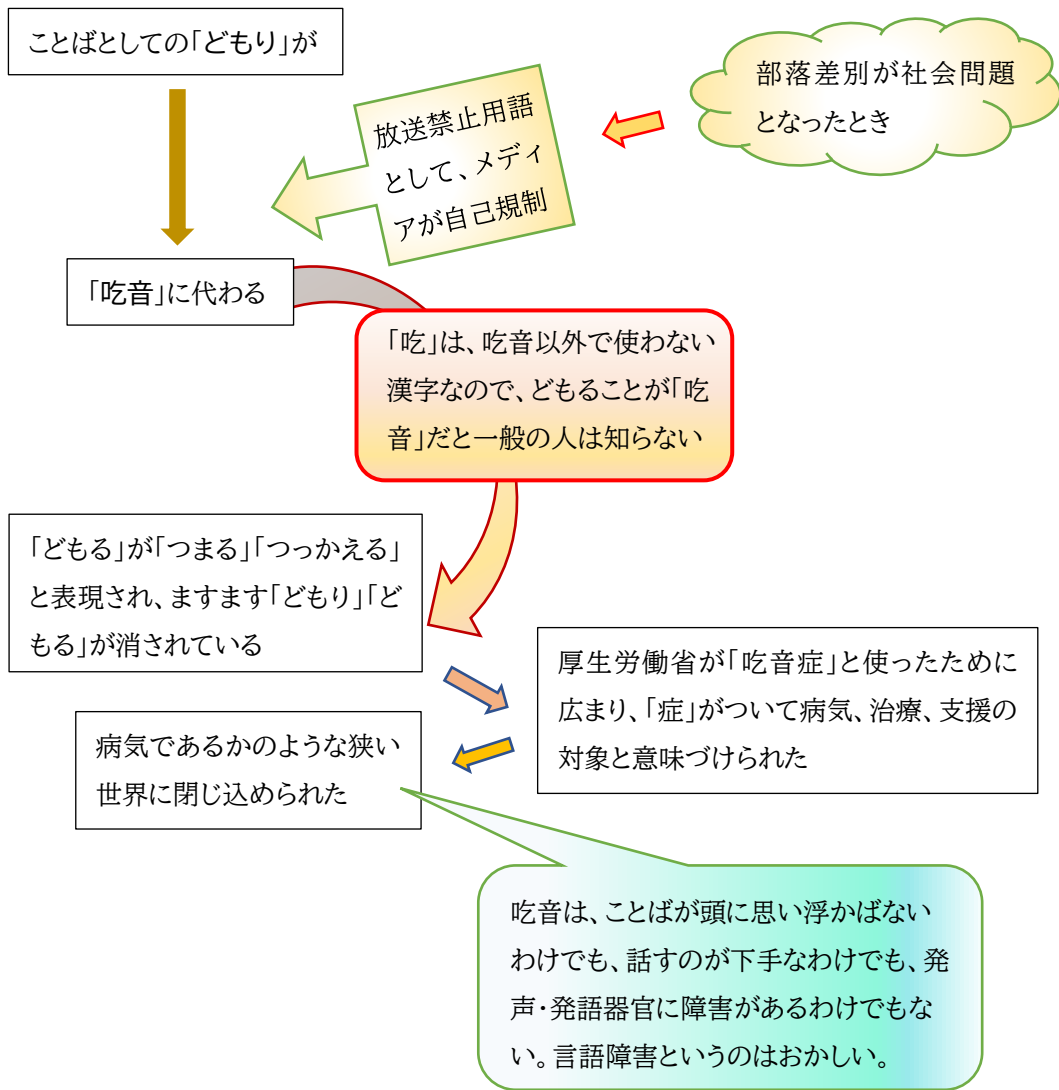 ことばとしての「どもり」が
部落差別が社会問題
となったとき
放送禁止用語
として、メディ
アが自己規制
「吃音」に代わる
「吃」は、吃音以外で使わない
漢字なので、どもることが「吃
音」だと一般の人は知らない
「どもる」が「つまる」「つっかえる」
と表現され、ますます「どもり」「ど
もる」が消されている
厚生労働省が「吃音症」と使ったために
広まり、「症」がついて病気、治療、支援の
対象と意味づけられた
病気であるかのような狭い
世界に閉じ込められた
吃音は、ことばが頭に思い浮かばない
わけでも、話すのが下手なわけでも、発
声・発語器官に障害があるわけでもな
い。言語障害というのはおかしい。